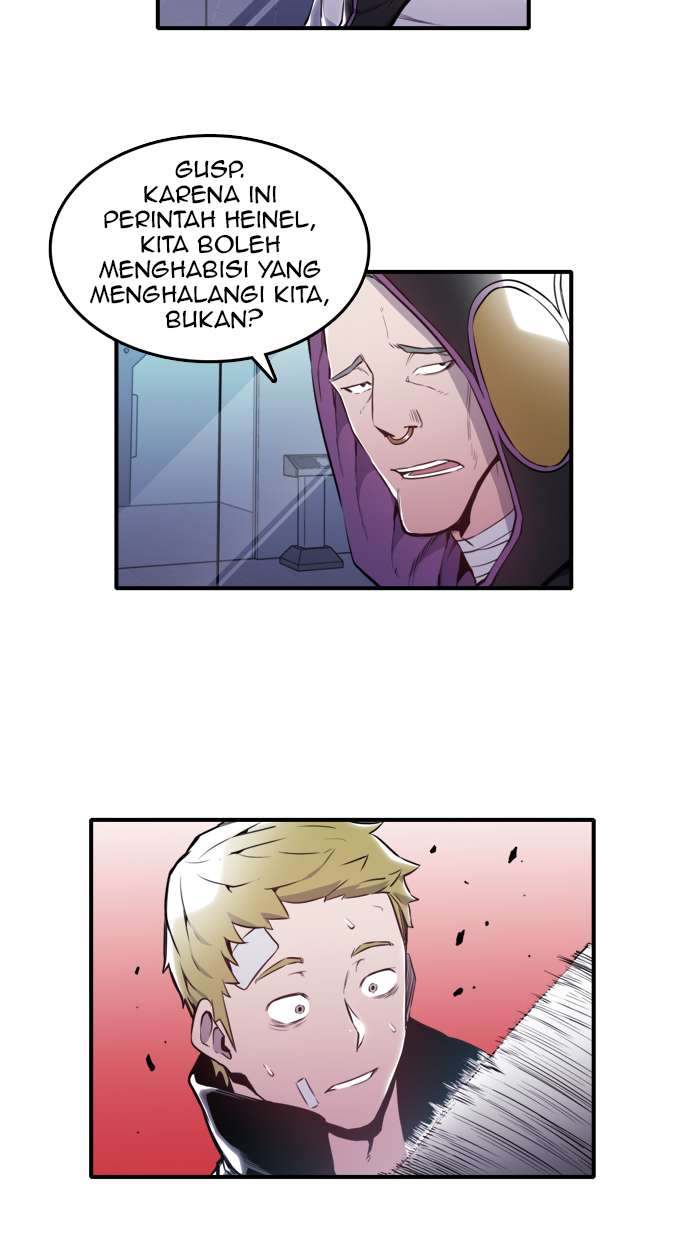 GUSP.
KARENA INI
PERINTAH HEINEL,
KITA BOLEH
MENGHABISI YANG
MENGHALANGI KITA,
BUKAN?